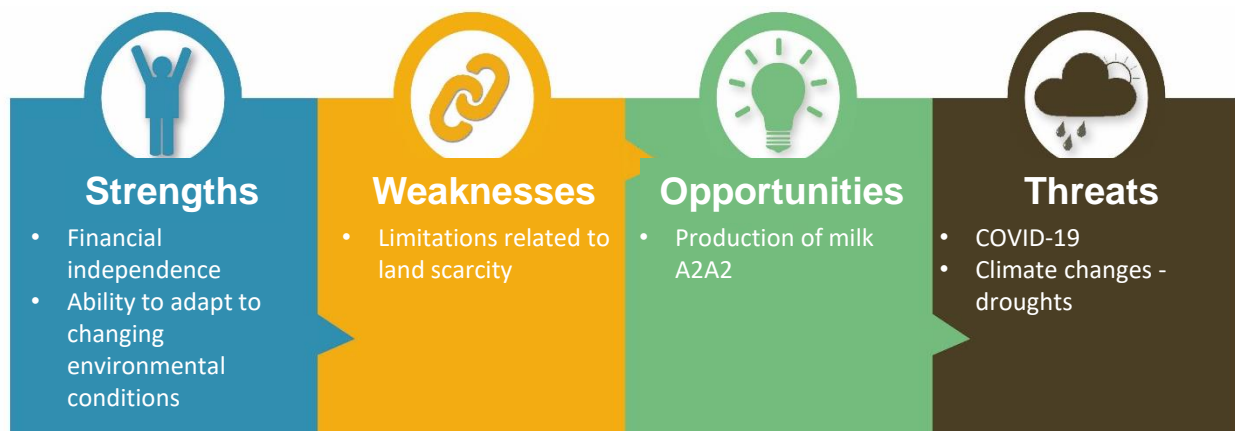 Strengths
• Financial
independence
• Ability to adapt to
changing
environmental
conditions
Weaknesses
• Limitations related to
land scarcity
Opportunities
• Production of milk
A2A2
Threats
• COVID-19
• Climate changes -
droughts